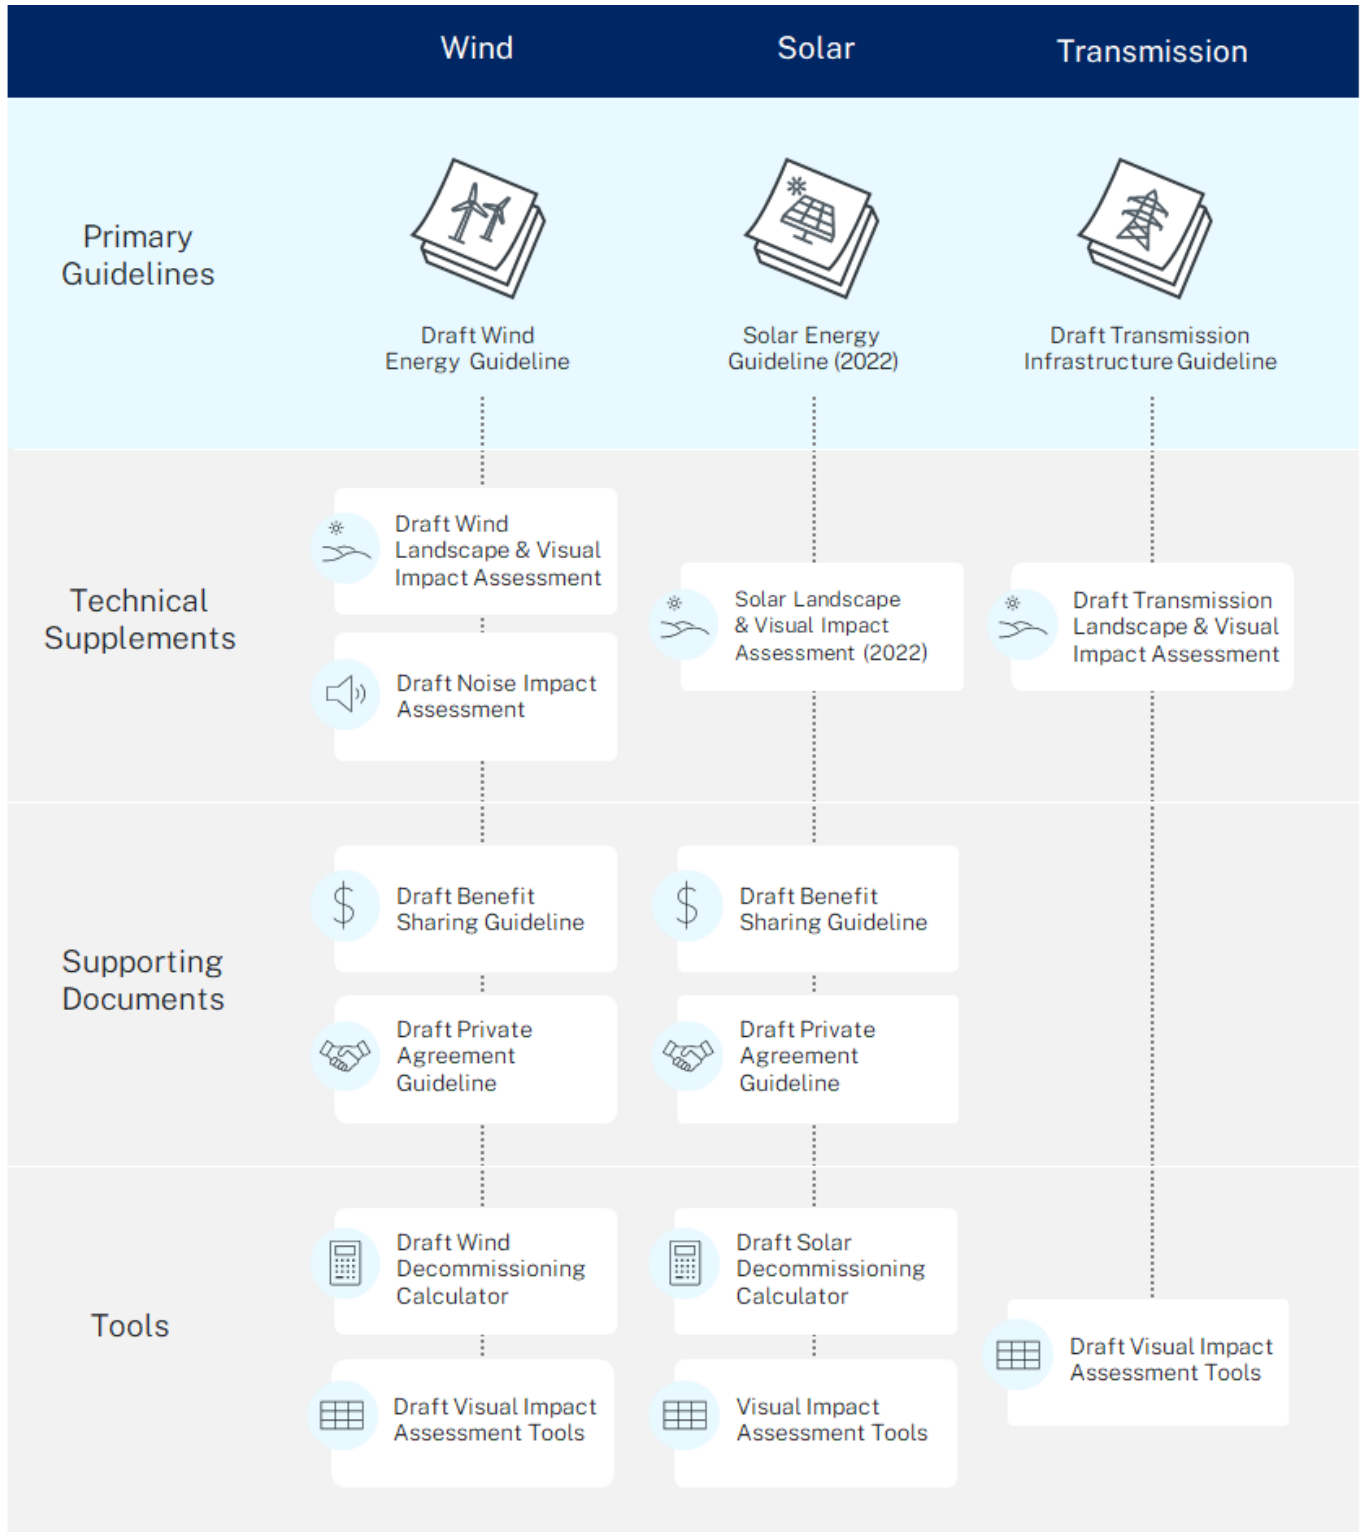 Wind
Solar
Transmission
Primary
Guidelines
Draft Wind
Energy Guideline
Solar Energy
Guideline (2022)
Draft Transmission
Infrastructure Guideline
Technical
Supplements
Draft Wind
Landscape & Visual
Impact Assessment
Draft Noise Impact
Assessment
Solar Landscape
& Visual Impact
Assessment (2022)
Draft Transmission
Landscape & Visual
Impact Assessment
Supporting
Documents
Draft Benefit
Sharing Guideline
Draft Private
Agreement
Guideline
Draft Benefit
Sharing Guideline
Draft Private
Agreement
Guideline
Tools
Draft Wind
Decommissioning
Calculator
Draft Visual Impact
Assessment Tools
Draft Solar
Decommissioning
Calculator
Visual Impact
Assessment Tools
Draft Visual Impact
Assessment Tools